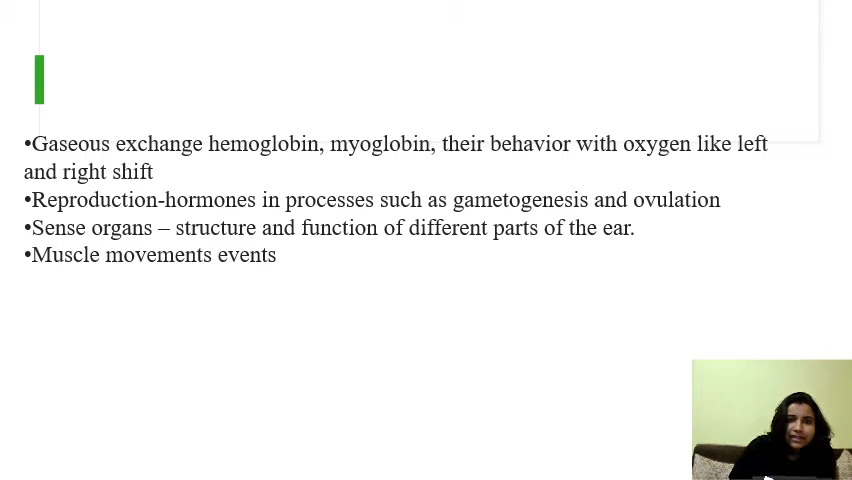 •Gaseous exchange hemoglobin, myoglobin, their behavior with oxygen like left
and right shift
•Reproduction-hormones in processes such as gametogenesis and ovulation
•Sense organs – structure and function of different parts of the ear.
•Muscle movements events